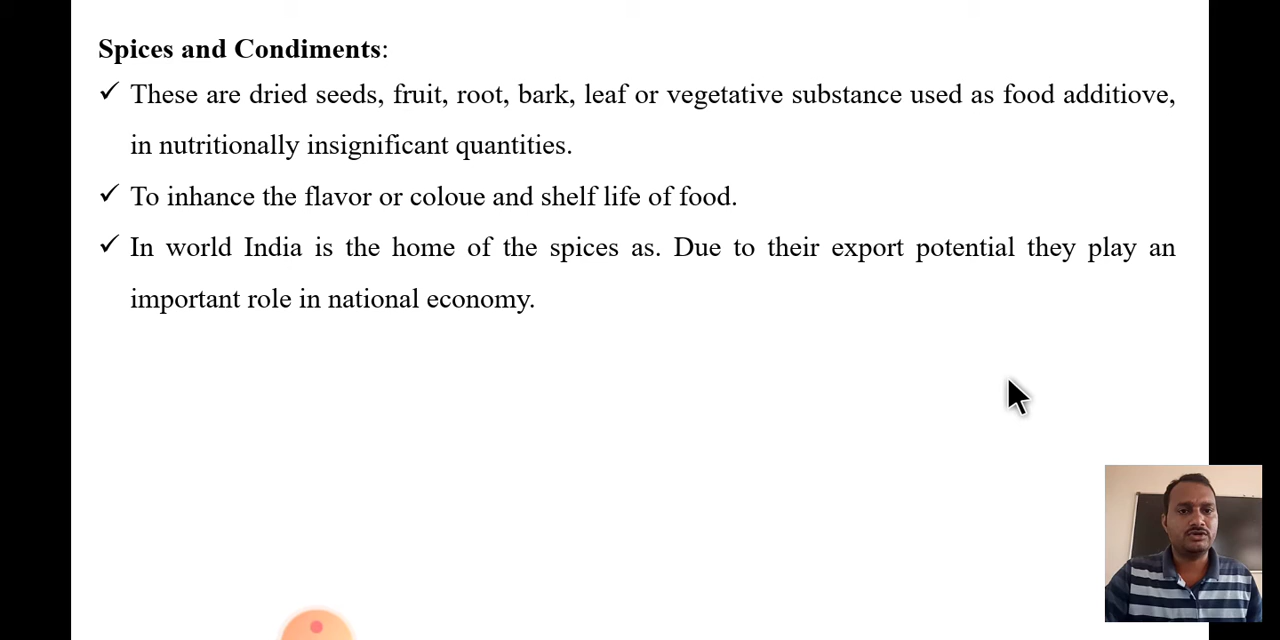 Spices and Condiments:
✓ These are dried seeds, fruit, root, bark, leaf or vegetative substance used as food additiove,
in nutritionally insignificant quantities.
✓ To inhance the flavor or coloue and shelf life of food.
✓ In world India is the home of the spices as. Due to their export potential they play an
important role in national economy.